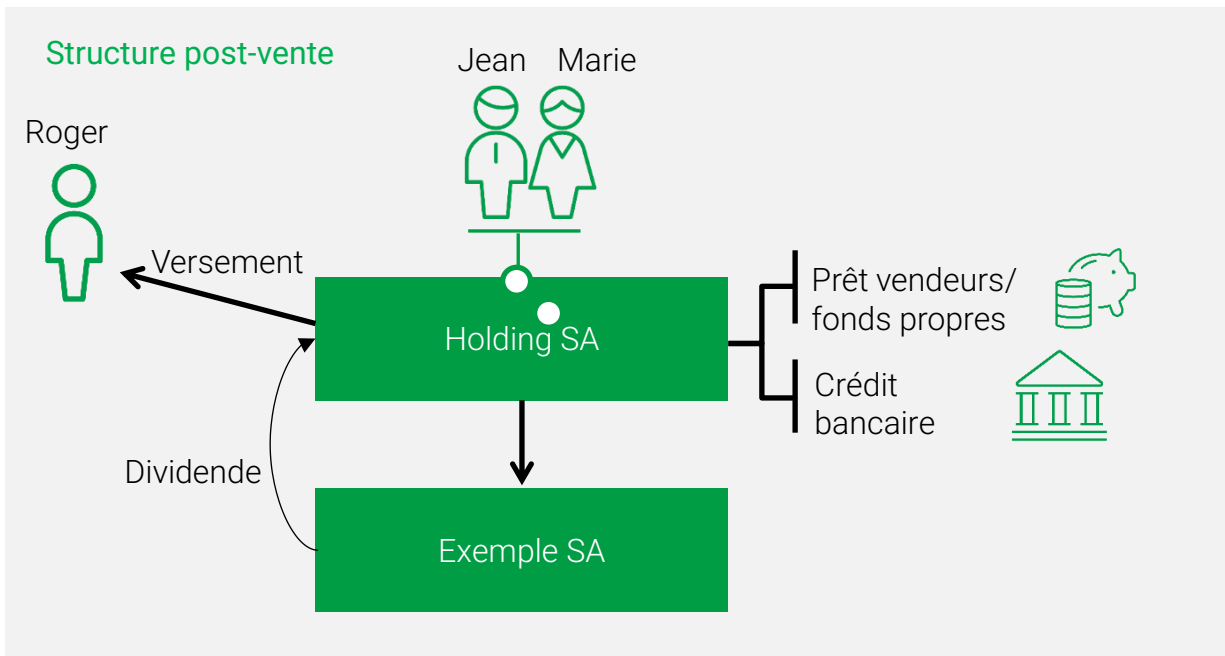 Structure post-vente
Jean
Marie
Roger
Versement
Holding SA
Prêt vendeurs/
fonds propres
Crédit
bancaire
Dividende
Exemple SA